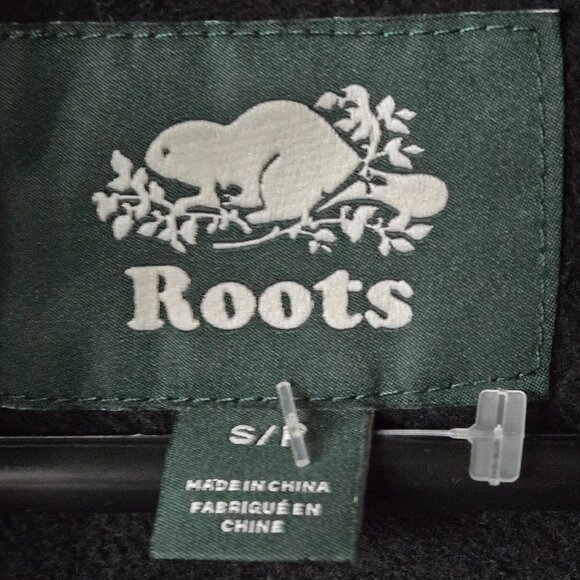 Roots
S/P
MADE IN CHINA
FABRIQUÉ EN
CHINE